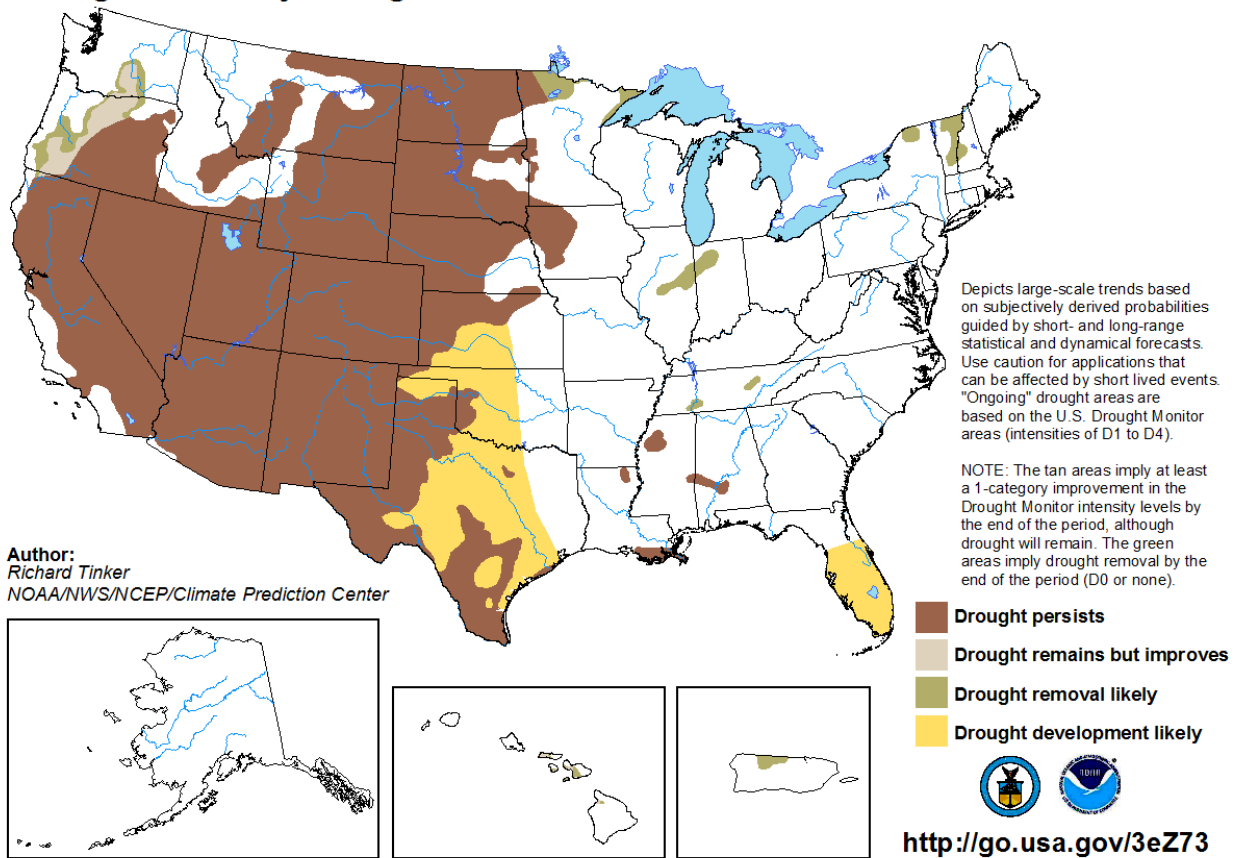 Depicts large-scale trends based
on subjectively derived probabilities
guided by short- and long-range
statistical and dynamical forecasts.
Use caution for applications that
can be affected by short lived events.
"Ongoing" drought areas are
based on the U.S. Drought Monitor
areas (intensities of D1 to D4).
NOTE: The tan areas imply at least
a 1-category improvement in the
Drought Monitor intensity levels by
the end of the period, although
drought will remain. The green
areas imply drought removal by the
end of the period (D0 or none).
Author:
Richard Tinker
NOAA/NWS/NCEP/Climate Prediction Center
Drought persists
Drought remains but improves
Drought removal likely
Drought development likely
http://go.usa.gov/3eZ73